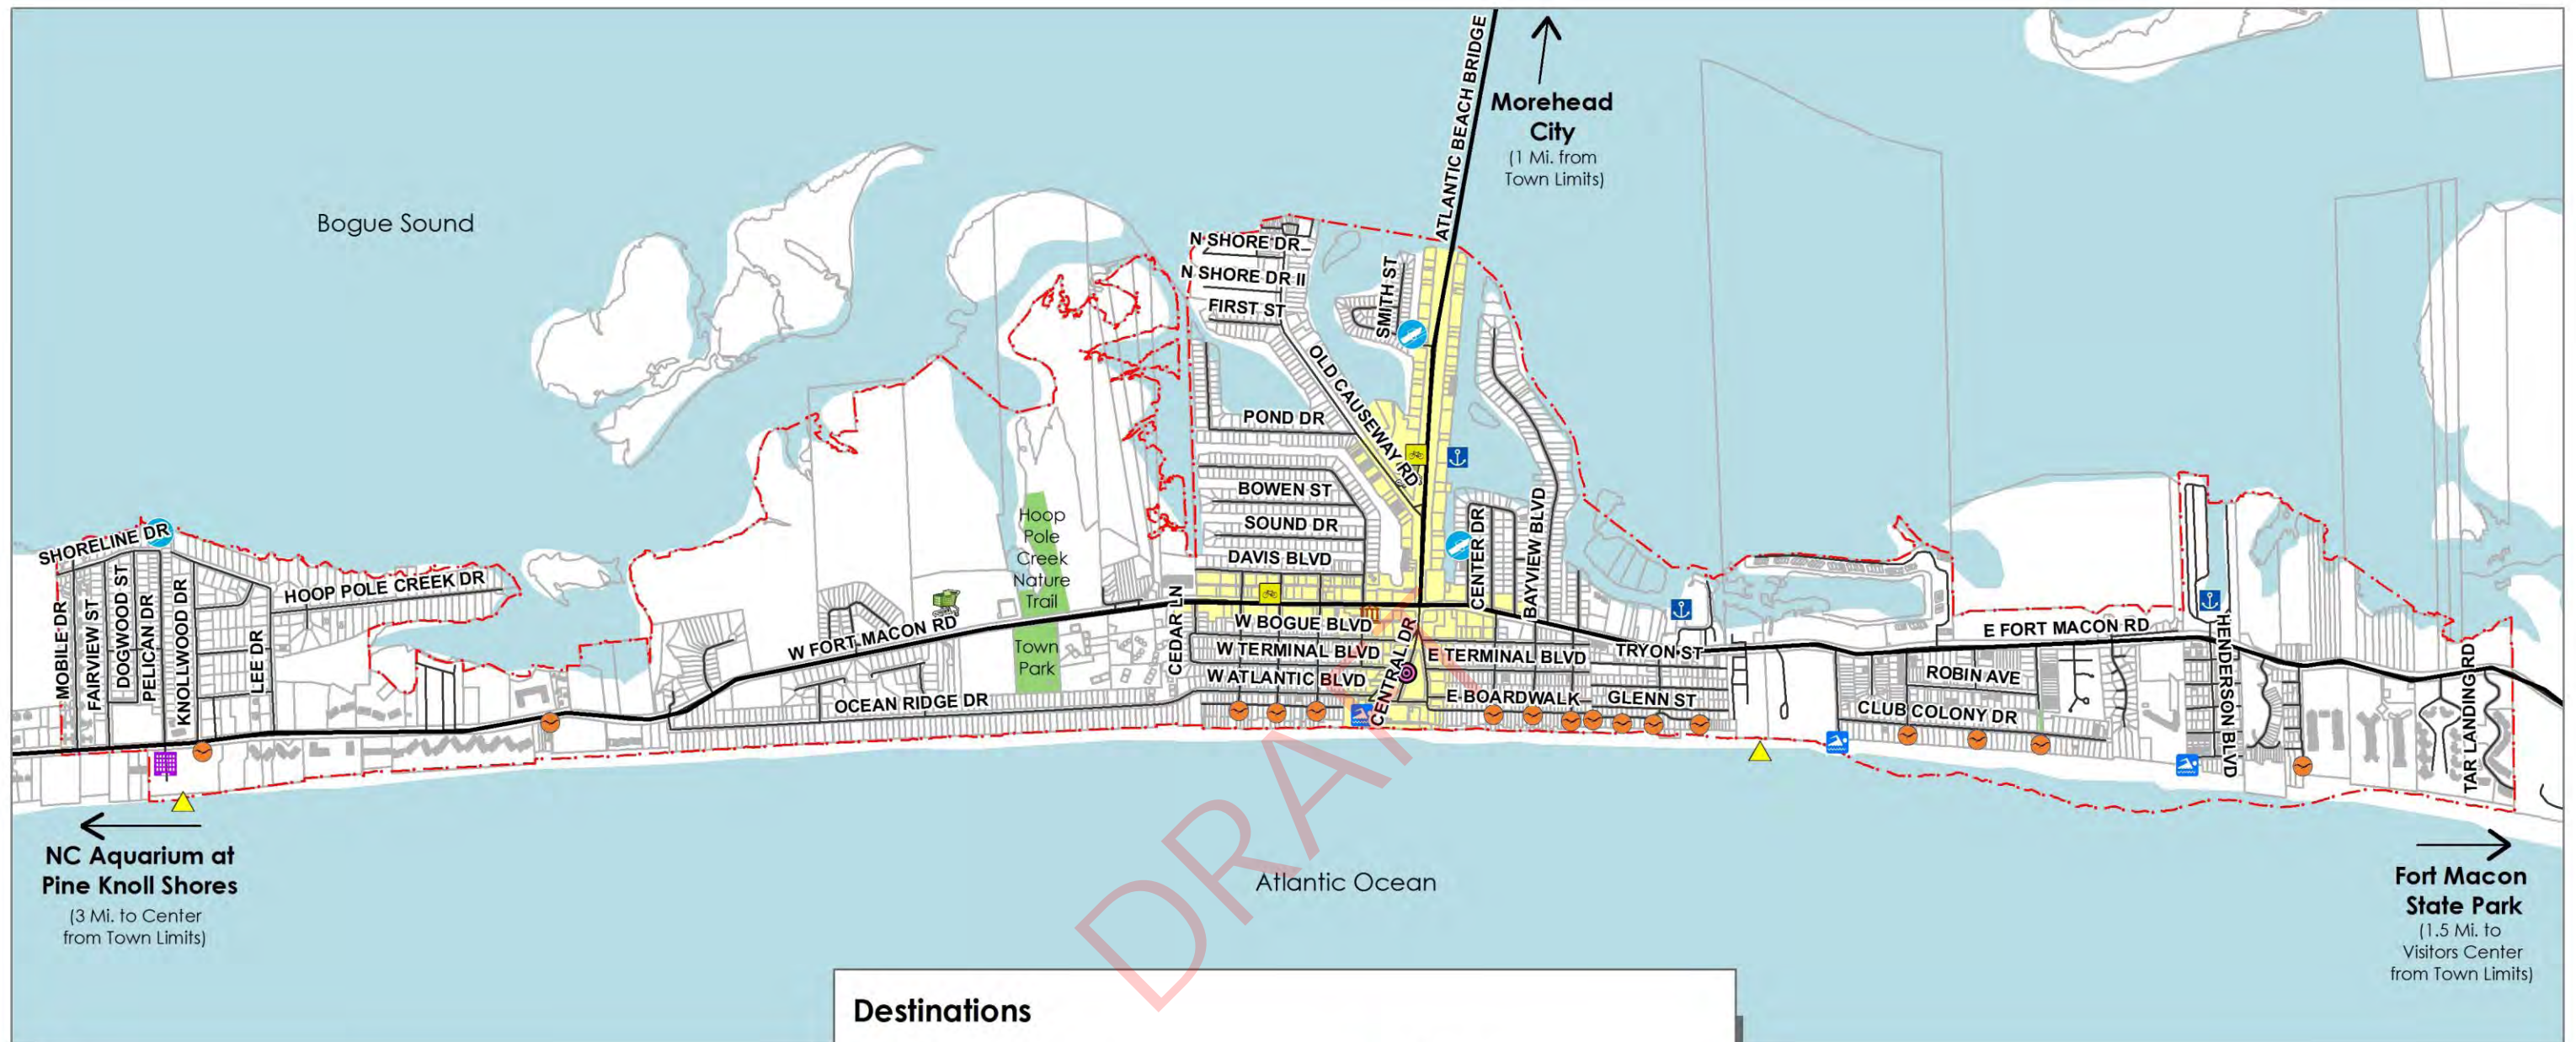 ATLANTIC BEACH BRIDGE
Morehead
City
(1 Mi. from
Town Limits)
Bogue Sound
N SHORE DR
N SHORE DR II
FIRST ST
SMITH ST
OLD CAUSEWAY RD
POND DR
BOWEN ST
SOUND DR
DAVIS BLVD
CENTER DR
BAYVIEW BLVD
Hoop
Pole
Creek
Nature
Trail
Town
Park
SHORELINE DR
HOOP POLE CREEK DR
MOBILE DR
FAIRVIEW ST
DOGWOOD ST
PELICAN DR
KNOLLWOOD DR
LEE DR
W FORT MACON RD
OCEAN RIDGE DR
CEDAR LN
W BOGUE BLVD
W TERMINAL BLVD
W ATLANTIC BLVD
CENTRAL DR
E TERMINAL BLVD
TRYON ST
E BOARDWALK
GLENN ST
E FORT MACON RD
ROBIN AVE
CLUB COLONY DR
HENDERSON BLVD
TAR LANDING RD
NC Aquarium at
Pine Knoll Shores
(3 Mi. to Center
from Town Limits)
Atlantic Ocean
Fort Macon
State Park
(1.5 Mi. to
Visitors Center
from Town Limits)
DRAFT
Destinations